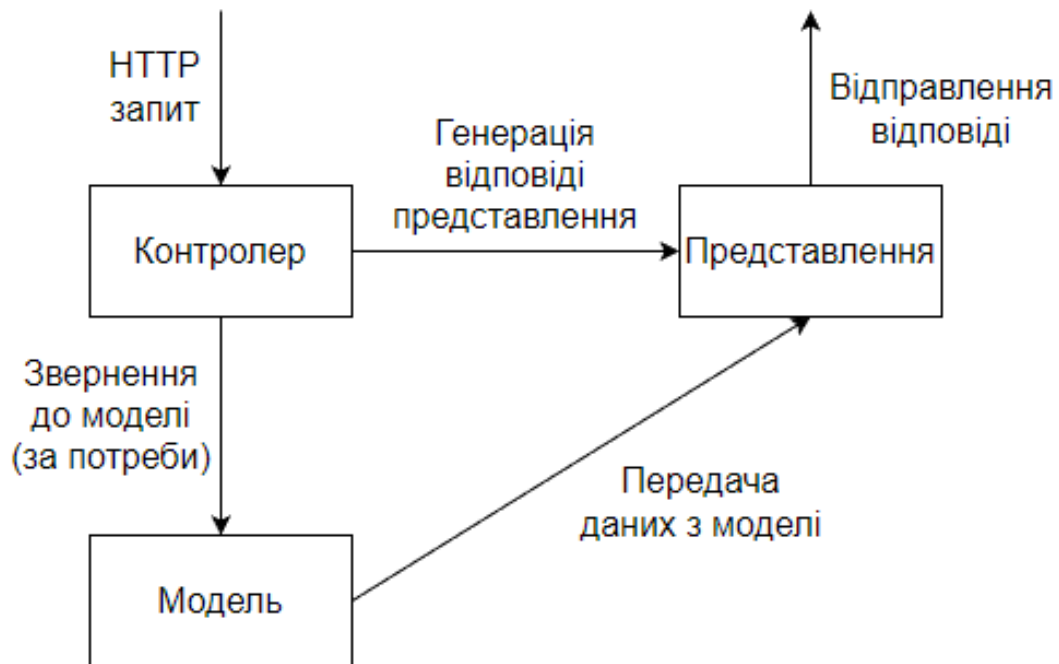 HTTP
запит
Відправлення
відповіді
Генерація
відповіді
представлення
Контролер
Представлення
Звернення
до моделі
(за потреби)
Передача
даних з моделі
Модель